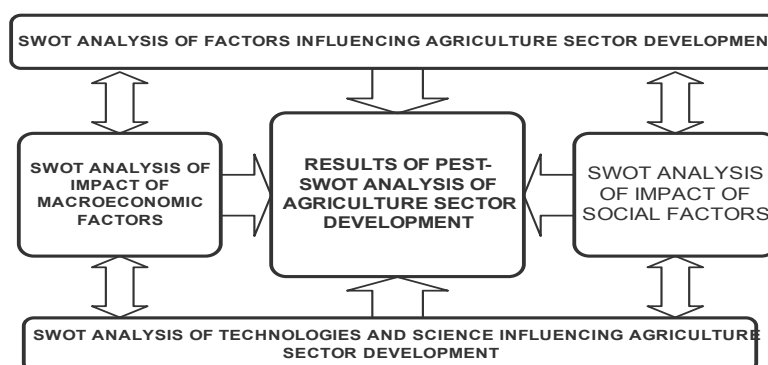 SWOT ANALYSIS OF FACTORS INFLUENCING AGRICULTURE SECTOR DEVELOPMEN
SWOT ANALYSIS OF
IMPACT OF
MACROECONOMIC
FACTORS
RESULTS OF PEST-
SWOT ANALYSIS OF
AGRICULTURE SECTOR
DEVELOPMENT
SWOT ANALYSIS
OF IMPACT OF
SOCIAL FACTORS
SWOT ANALYSIS OF TECHNOLOGIES AND SCIENCE INFLUENCING AGRICULTURE
SECTOR DEVELOPMENT